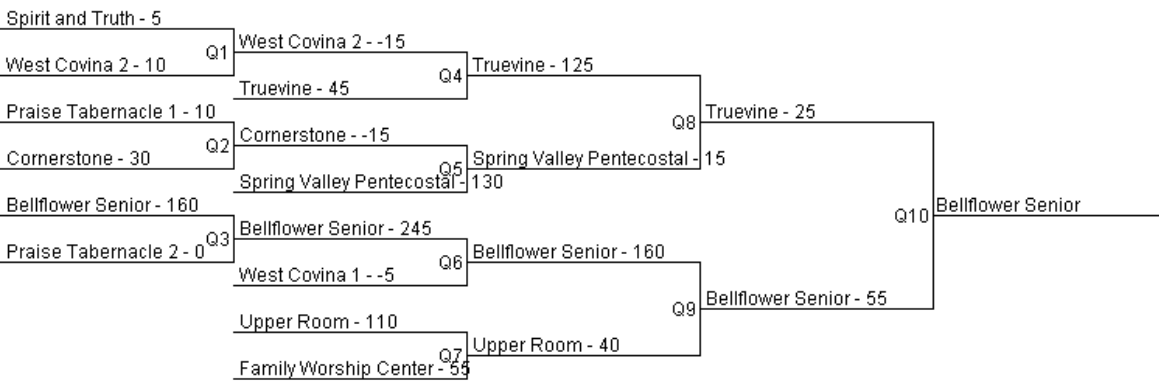 Spirit and Truth - 5
Q1
West Covina 2 - 10
West Covina 2 - -15
Q4
Truevine - 45
Praise Tabernacle 1 - 10
Q2
Cornerstone - 30
Cornerstone - -15
Q5
Spring Valley Pentecostal - 130
Bellflower Senior - 160
Q3
Praise Tabernacle 2 - 0
Bellflower Senior - 245
Q6
West Covina 1 - -5
Upper Room - 110
Q7
Family Worship Center - 55
Truevine - 125
Q8
Spring Valley Pentecostal - 15
Bellflower Senior - 160
Q9
Upper Room - 40
Truevine - 25
Q10
Bellflower Senior - 55
Bellflower Senior